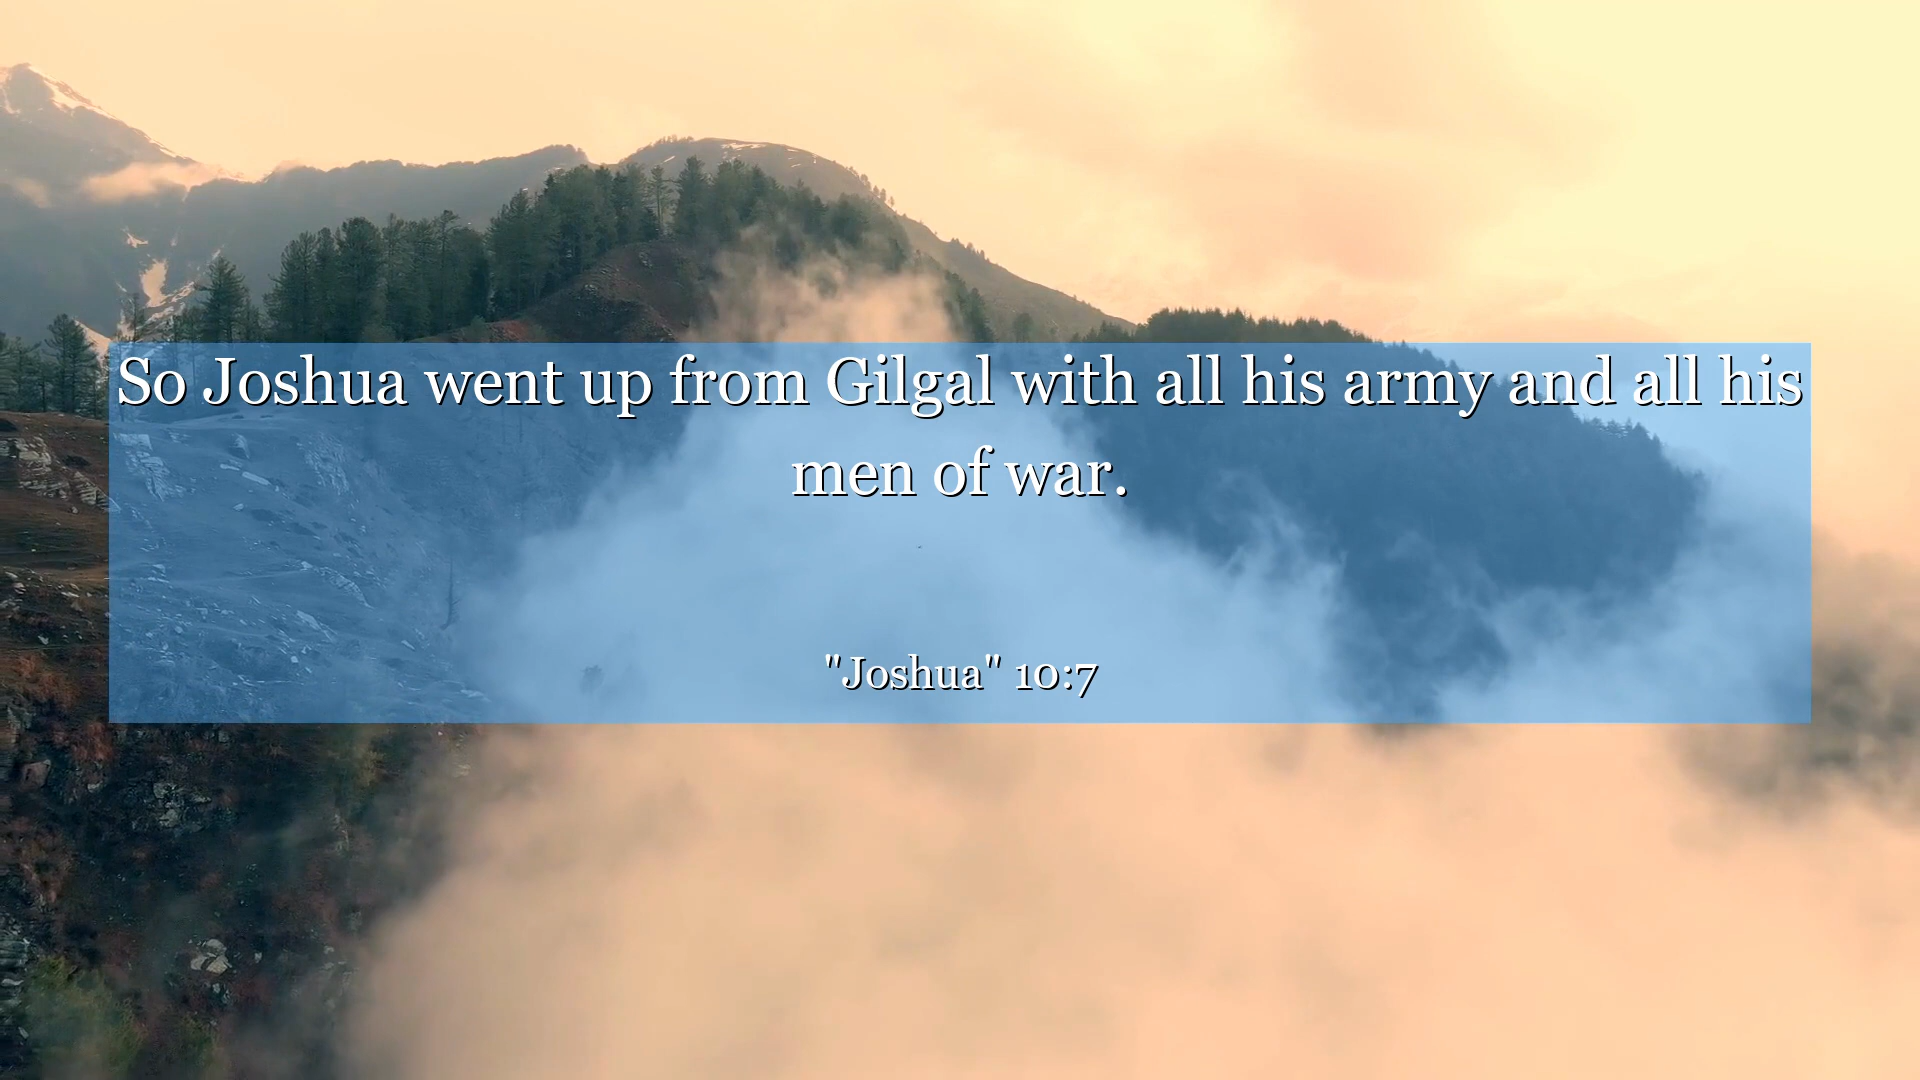 So Joshua went up from Gilgal with all his army and all his
men of war.
"Joshua" 10:7